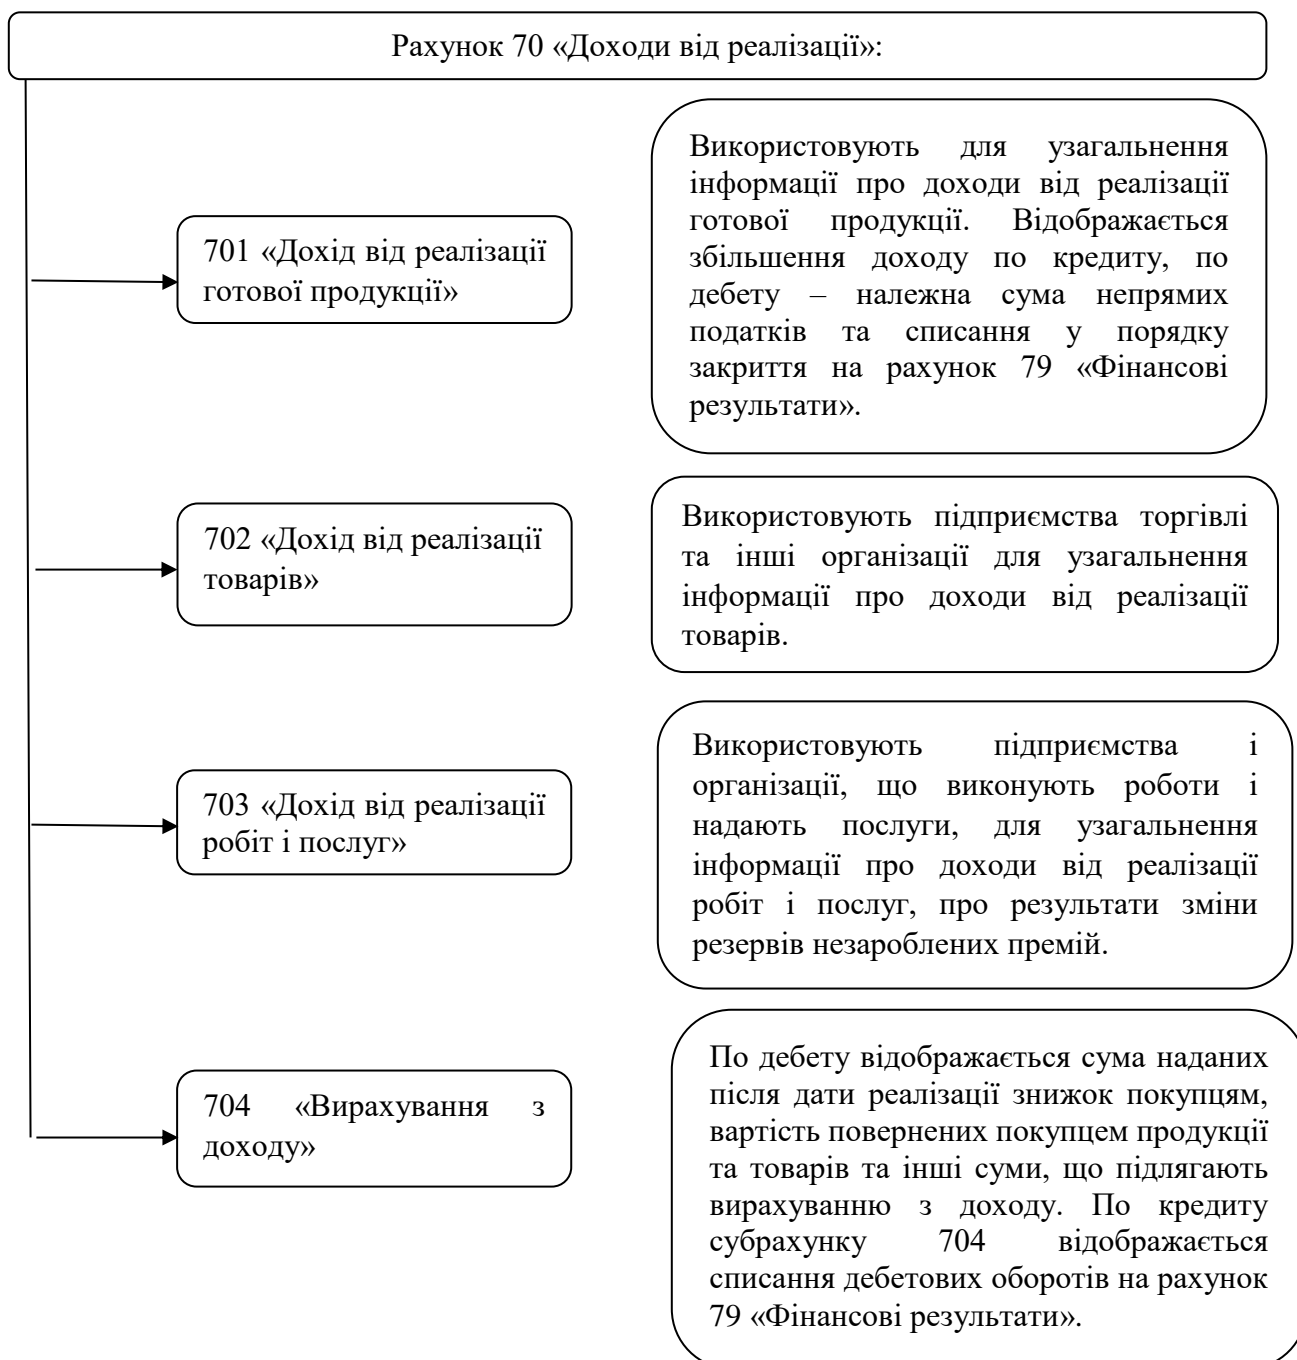 Рахунок 70 «Доходи від реалізації»:
701 «Дохід від реалізації
готової продукції»
Використовують для узагальнення
інформації про доходи від реалізації
готової продукції. Відображається
збільшення доходу по кредиту, по
дебету – належна сума непрямих
податків та списання у порядку
закриття на рахунок 79 «Фінансові
результати».
702 «Дохід від реалізації
товарів»
Використовують підприємства торгівлі
та інші організації для узагальнення
інформації про доходи від реалізації
товарів.
703 «Дохід від реалізації
робіт і послуг»
Використовують підприємства і
організації, що виконують роботи і
надають послуги, для узагальнення
інформації про доходи від реалізації
робіт і послуг, про результати зміни
резервів незароблених премій.
704 «Вирахування з
доходу»
По дебету відображається сума наданих
після дати реалізації знижок покупцям,
вартість повернених покупцем продукції
та товарів та інші суми, що підлягають
вирахуванню з доходу. По кредиту
субрахунку 704 відображається
списання дебетових оборотів на рахунок
79 «Фінансові результати».